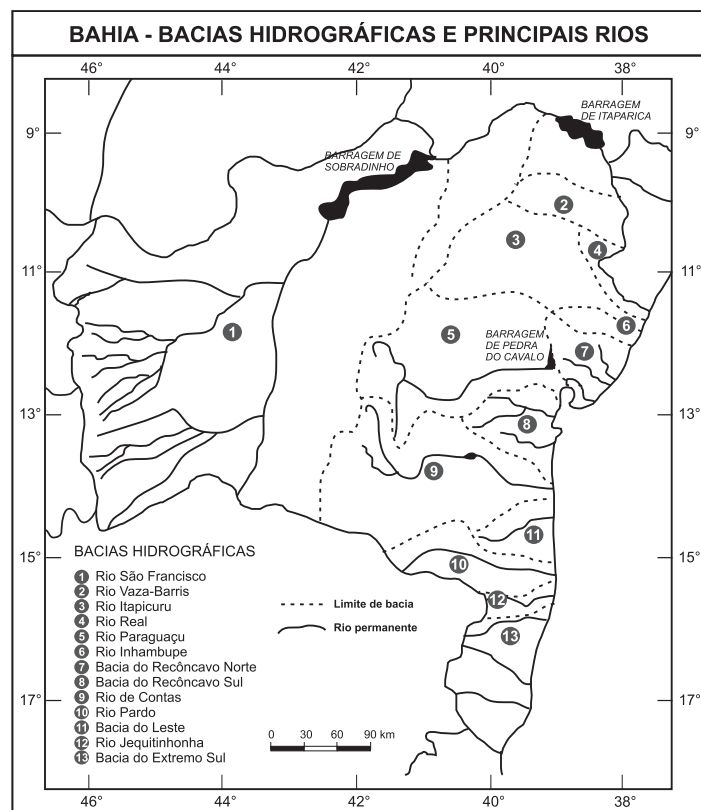 BAHIA - BACIAS HIDROGRÁFICAS E PRINCIPAIS RIOS
46° 44° 42° 40° 38°
BARRAGEM
DE ITAPARICA
9° 9°
BARRAGEM DE
SOBRADINHO
2
3
4
11° 11°
1
5
6
BARRAGEM
DE PEDRA
DO CAVALO
7
13° 13°
8
9
11
15° 15°
10
12
13
BACIAS HIDROGRÁFICAS
1 Rio São Francisco
2 Rio Vaza-Barris
3 Rio Itapicuru
4 Rio Real
5 Rio Paraguaçu
6 Rio Inhambupe
7 Bacia do Recôncavo Norte
8 Bacia do Recôncavo Sul
9 Rio de Contas
10 Rio Pardo
11 Bacia do Leste
12 Rio Jequitinhonha
13 Bacia do Extremo Sul
Limite de bacia
Rio permanente
17° 17°
0 30 60 90 km
46° 44° 42° 40° 38°